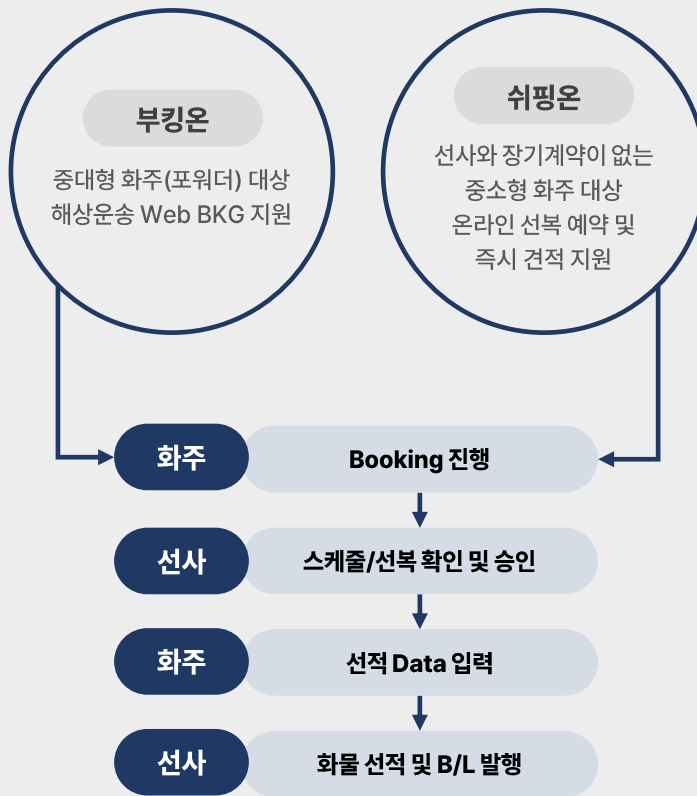 부킹온
중대형 화주(포워더) 대상
해상운송 Web BKG 지원
쉬핑온
선사와 장기계약이 없는
중소형 화주 대상
온라인 선복 예약 및
즉시 견적 지원
화주
Booking 진행
선사
스케줄/선복 확인 및 승인
화주
선적 Data 입력
선사
화물 선적 및 B/L 발행